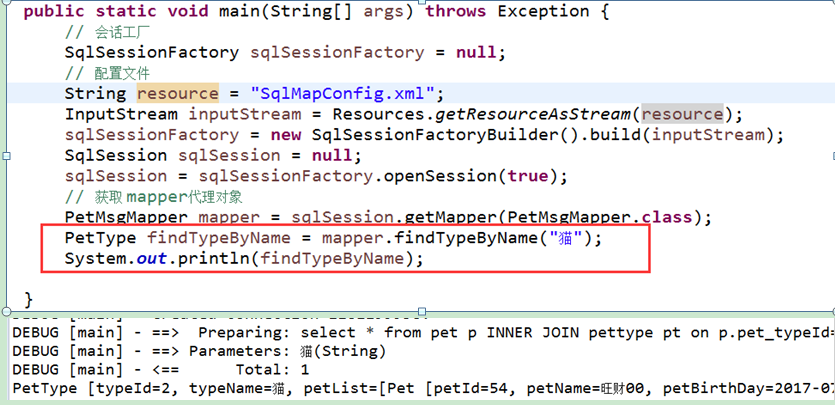 public static void main(String[] args) throws Exception {
// 会话工厂
SqlSessionFactory sqlSessionFactory = null;
// 配置文件
String resource = "SqlMapConfig.xml";
InputStream inputStream = Resources.getResourceAsStream(resource);
sqlSessionFactory = new SqlSessionFactoryBuilder().build(inputStream);
SqlSession sqlSession = null;
sqlSession = sqlSessionFactory.openSession(true);
// 获取 mapper代理对象
PetMsgMapper mapper = sqlSession.getMapper(PetMsgMapper.class);
PetType findTypeByName = mapper.findTypeByName("猫");
System.out.println(findTypeByName);
}
DEBUG [main] - ==>  Preparing: select * from pet p INNER JOIN pettype pt on p.pet_typeId=
DEBUG [main] - ==> Parameters: 猫(String)
DEBUG [main] - <==      Total: 1
PetType [typeId=2, typeName=猫, petList=[Pet [petId=54, petName=旺财00, petBirthDay=2017-07